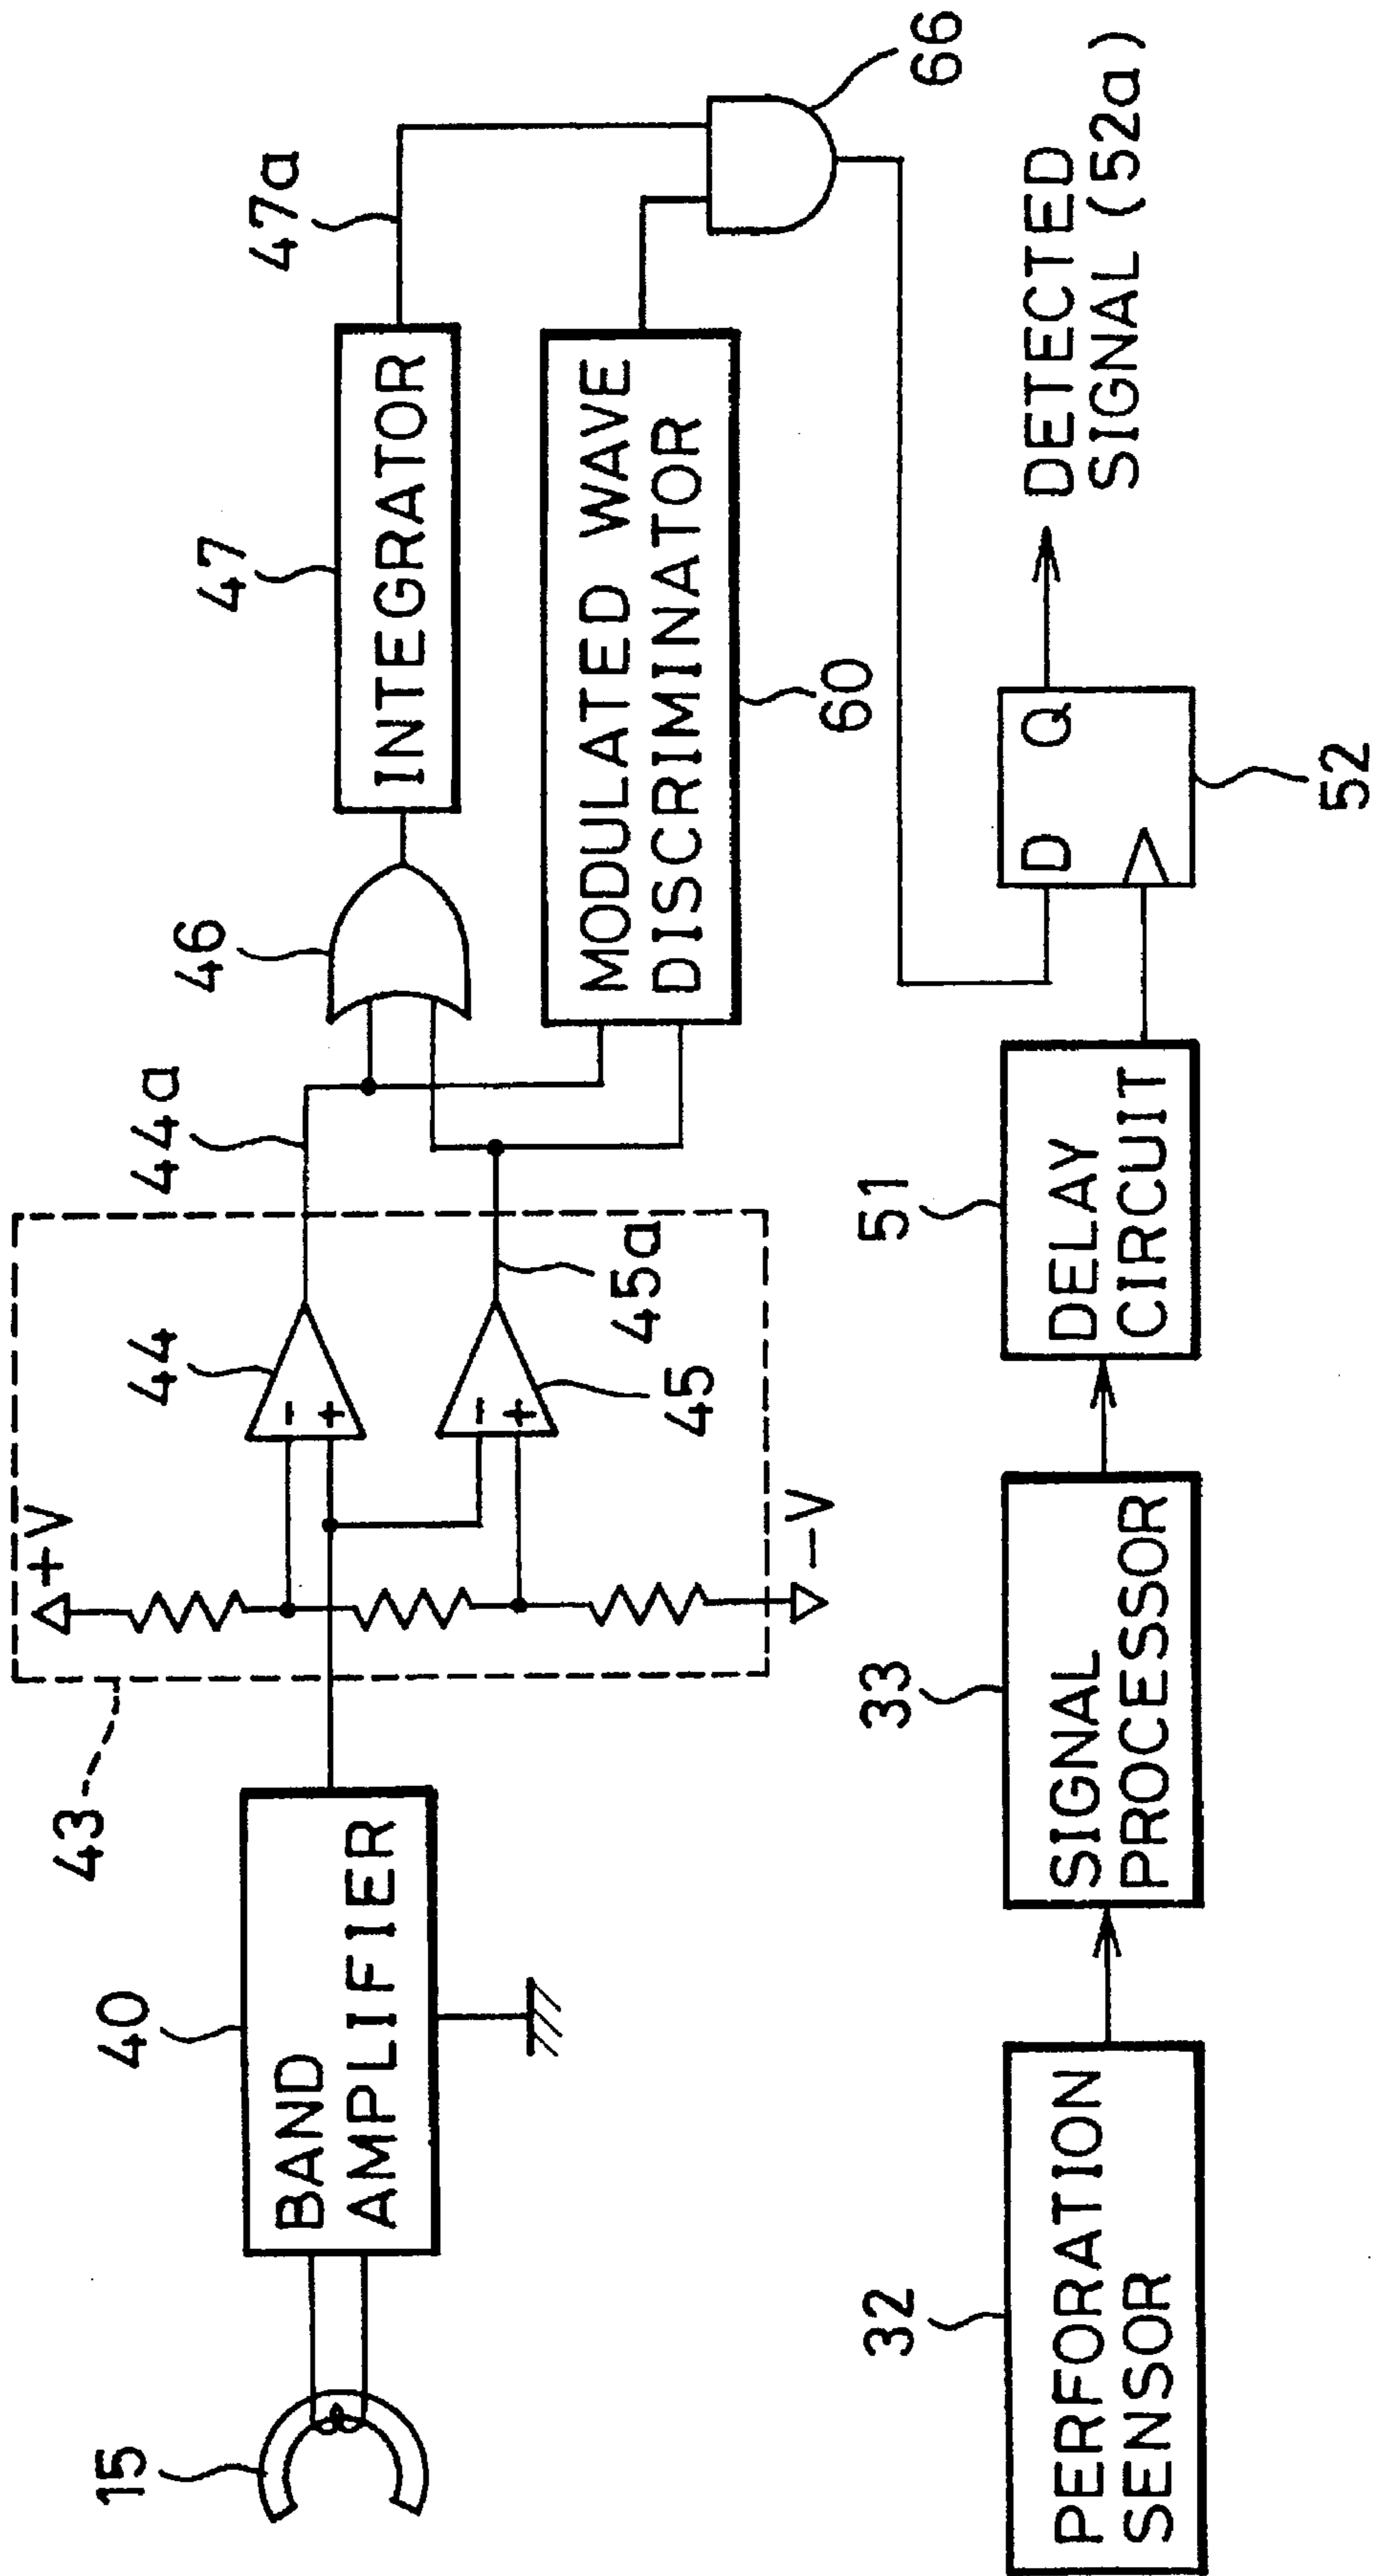 15
40
BAND
AMPLIFIER
43
+V
-V
44
- +
45
- +
44a
45a
46
47
INTEGRATOR
47a
MODULATED WAVE
DISCRIMINATOR
60
66
32
PERFORATION
SENSOR
33
SIGNAL
PROCESSOR
51
DELAY
CIRCUIT
D Q
52
DETECTED
SIGNAL (52a)